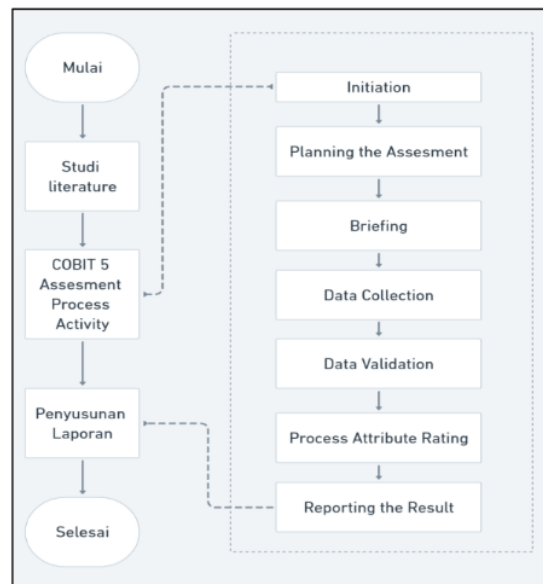 Mulai
Studi
literature
COBIT 5
Assesment
Process
Activity
Penyusunan
Laporan
Selesai
Initiation
Planning the Assesment
Briefing
Data Collection
Data Validation
Process Attribute Rating
Reporting the Result